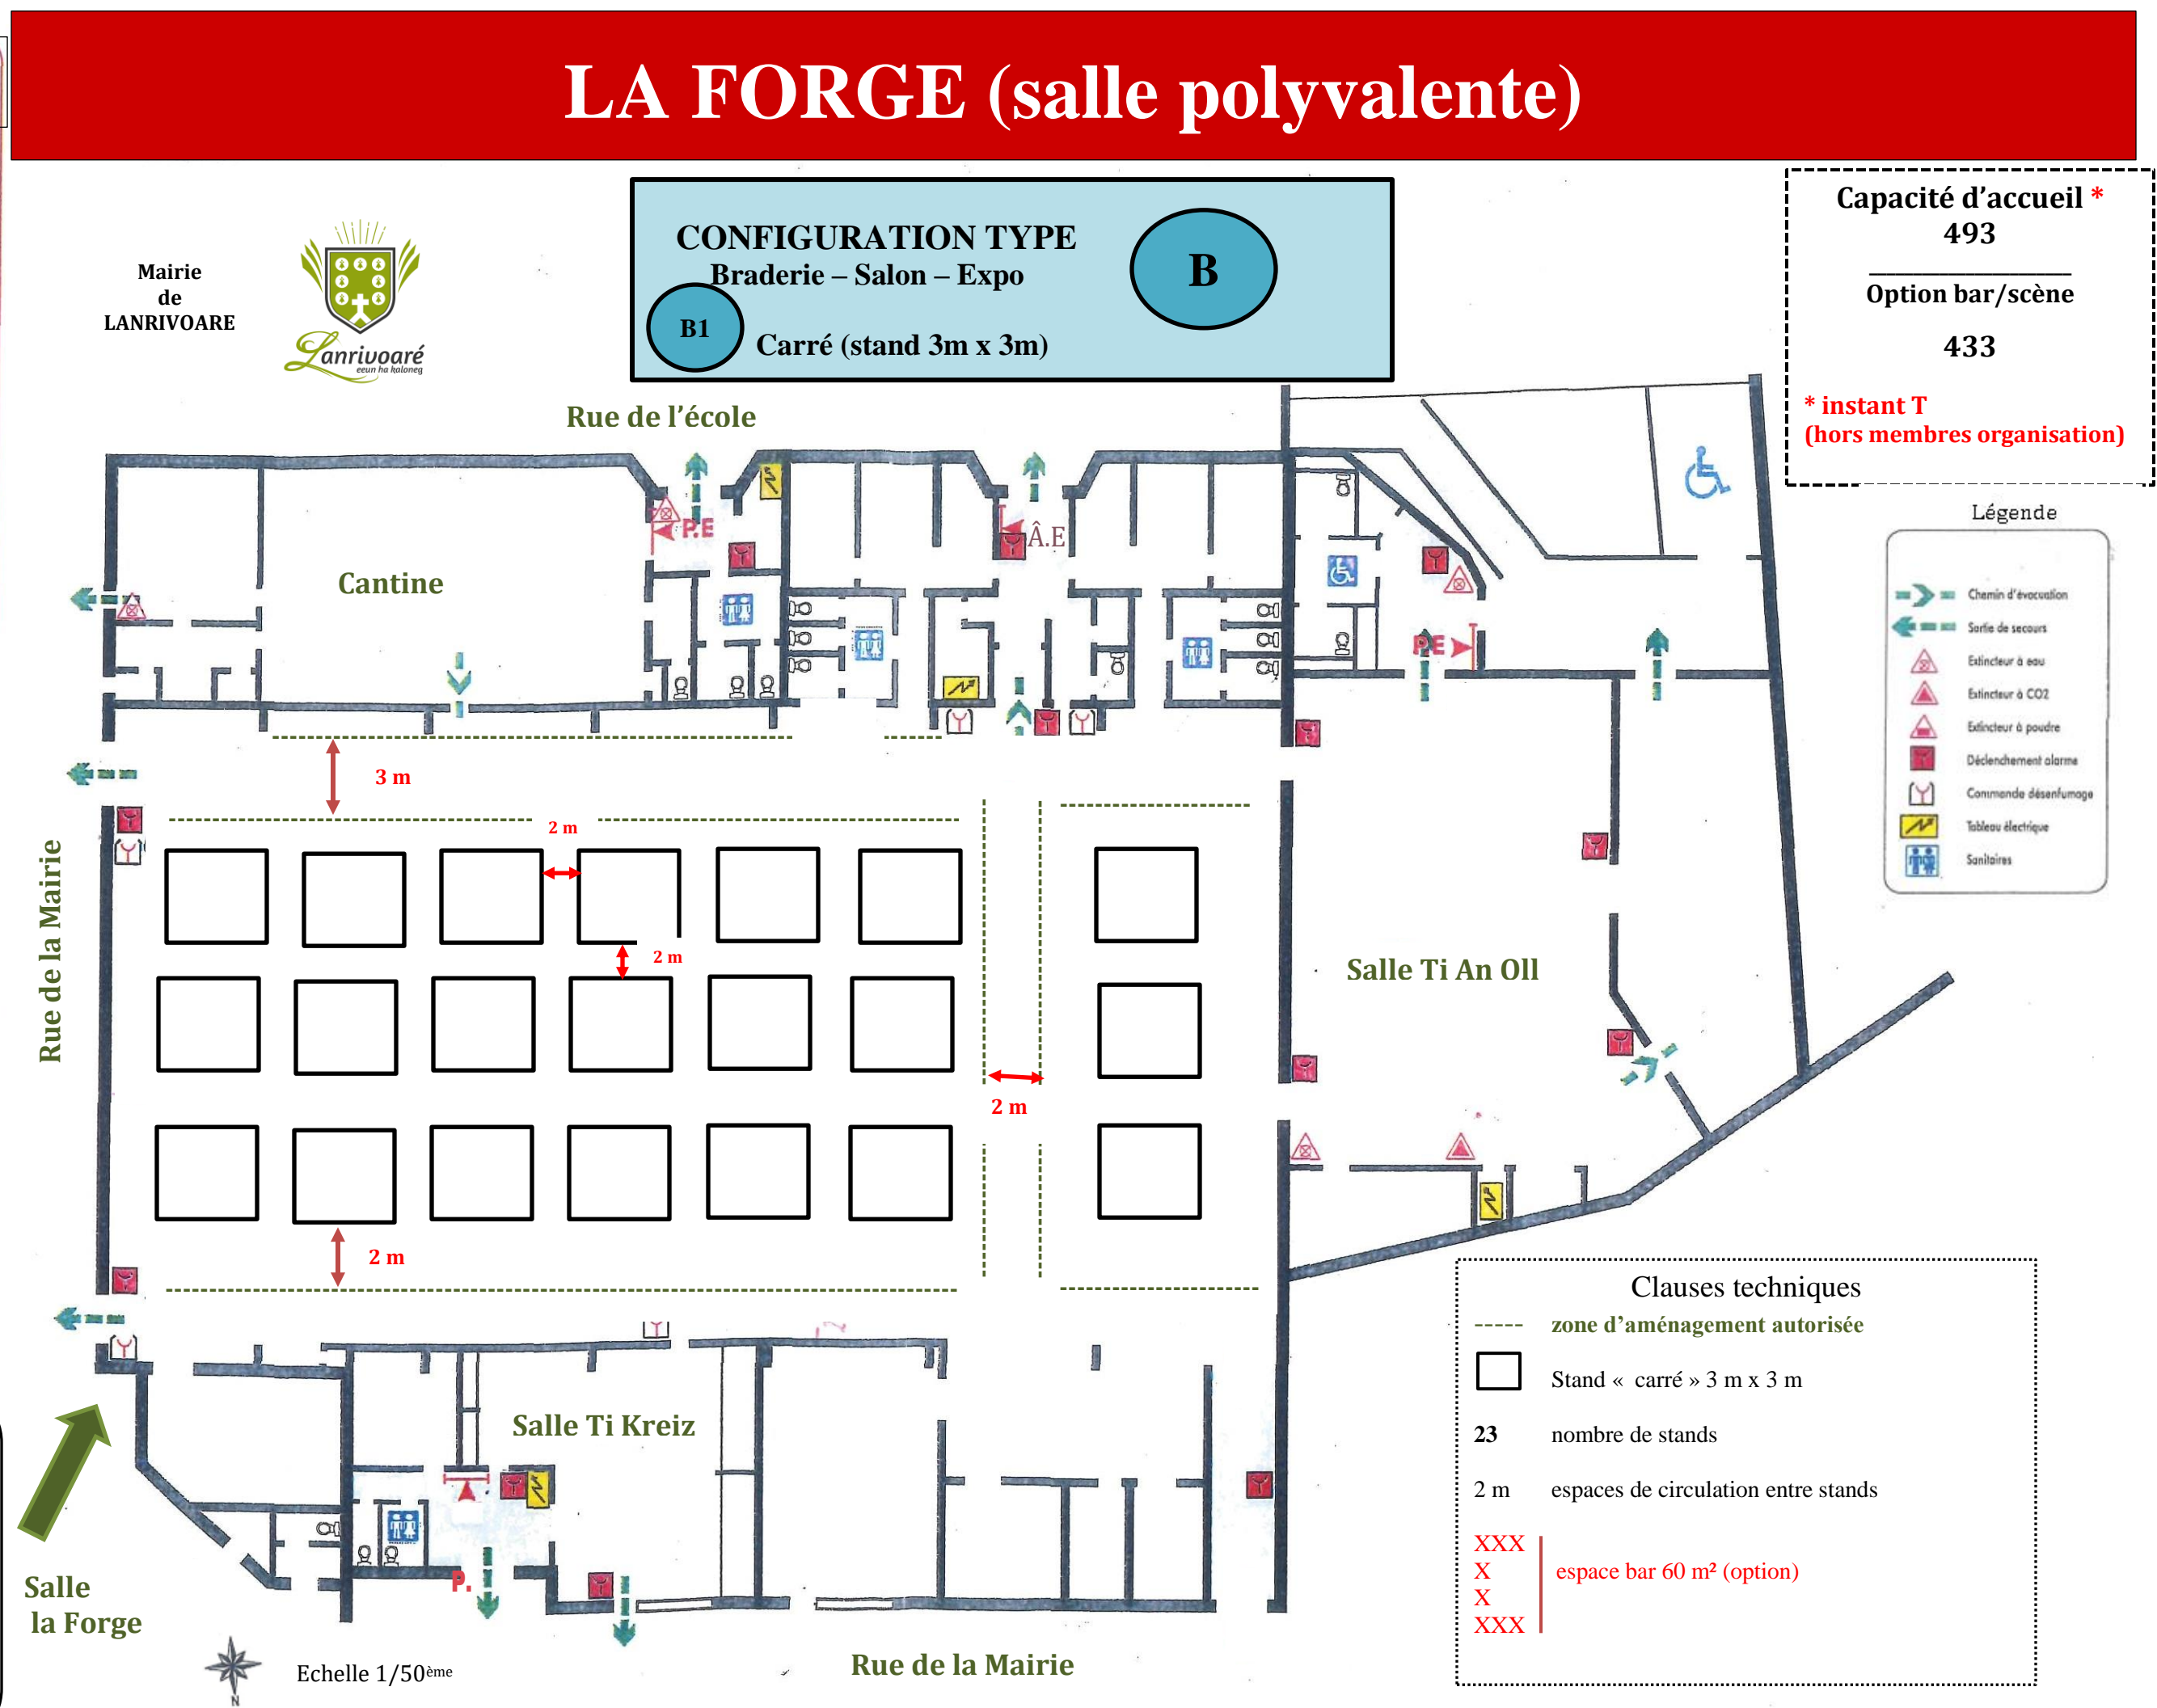 LA FORGE (salle polyvalente)
Mairie
de
LANRIVOARE
Lanrivoaré
eeun ha kaloneg
CONFIGURATION TYPE
Braderie – Salon – Expo
B
B1
Carré (stand 3m x 3m)
Capacité d’accueil *
493
Option bar/scène
433
* instant T
(hors membres organisation)
Rue de l’école
Légende
Chemin d'évacuation
Sortie de secours
Extincteur à eau
Extincteur à CO2
Extincteur à poudre
Déclenchement alarme
Commande désenfumage
Tableau électrique
Sanitaires
P.E
Â.E
Cantine
PE
3 m
2 m
2 m
Rue de la Mairie
Salle Ti An Oll
2 m
2 m
Salle Ti Kreiz
P.
Salle
la Forge
N
Echelle 1/50ème
Rue de la Mairie
Clauses techniques
----- zone d’aménagement autorisée
Stand « carré » 3 m x 3 m
23 nombre de stands
2 m espaces de circulation entre stands
XXX
X espace bar 60 m² (option)
X
XXX